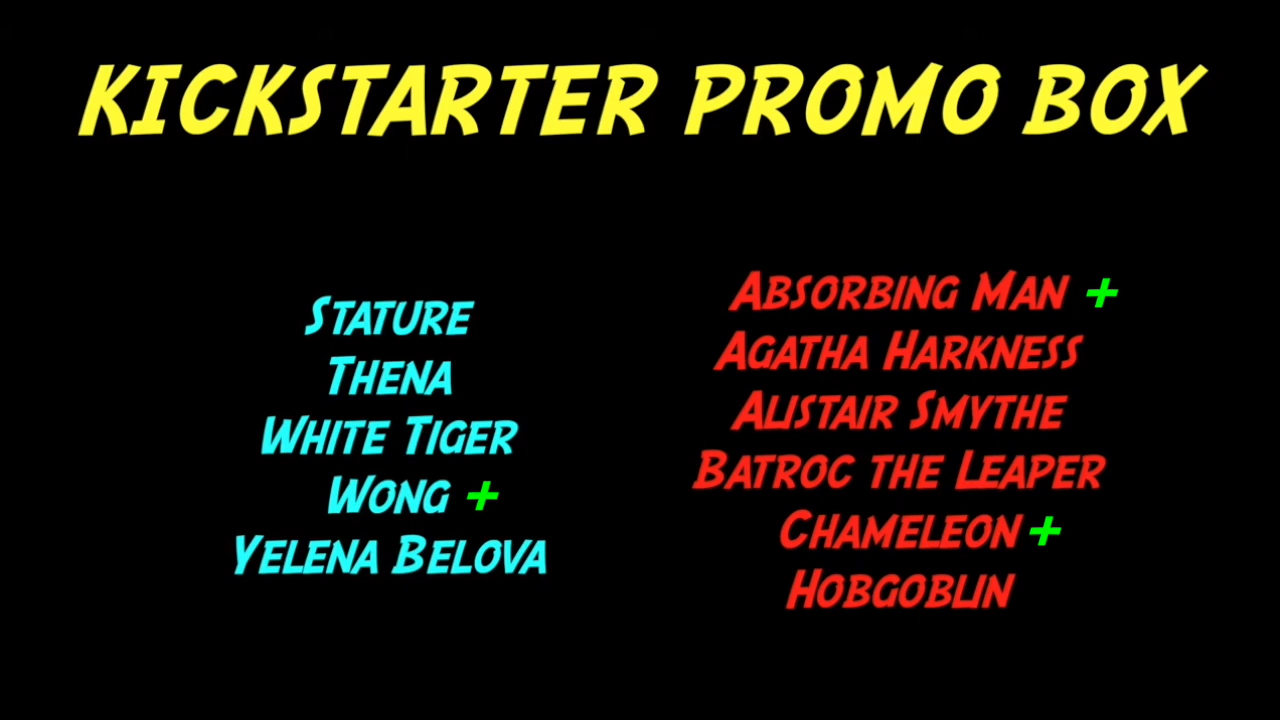 KICKSTARTER PROMO BOX
STATURE
THENA
WHITE TIGER
WONG +
YELENA BELOVA
ABSORBING MAN +
AGATHA HARKNESS
ALISTAIR SMYTHE
BATROC THE LEAPER
CHAMELEON +
HOBGOBLIN